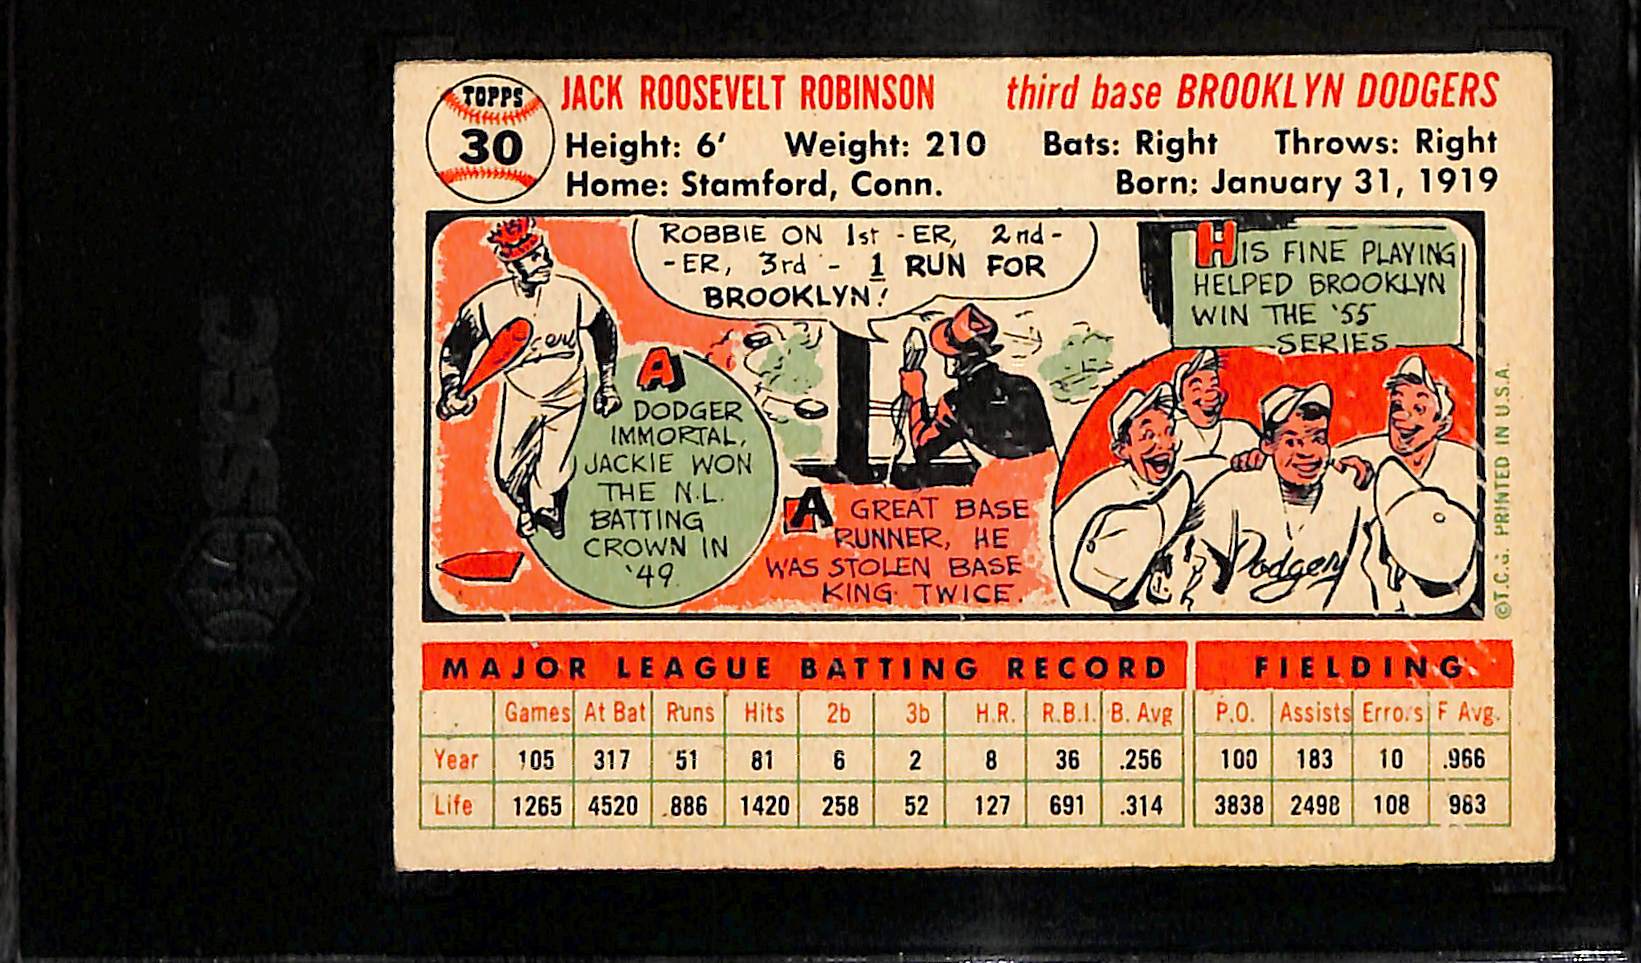 TOPPS
30
JACK ROOSEVELT ROBINSON third base BROOKLYN DODGERS
Height: 6' Weight: 210 Bats: Right Throws: Right
Home: Stamford, Conn. Born: January 31, 1919
ROBBIE ON 1st -ER, 2nd-
-ER, 3rd - 1 RUN FOR
BROOKLYN!
HIS FINE PLAYING
HELPED BROOKLYN
WIN THE '55
SERIES
A
DODGER
IMMORTAL,
JACKIE WON
THE N.L.
BATTING
CROWN IN
'49.
A GREAT BASE
RUNNER, HE
WAS STOLEN BASE
KING TWICE.
Dodgers
©T.C.G. PRINTED IN U.S.A.
MAJOR LEAGUE BATTING RECORD FIELDING
Games At Bat Runs Hits 2b 3b H.R. R.B.I. B. Avg P.O. Assists Errors F Avg.
Year 105 317 51 81 6 2 8 36 .256 100 183 10 .966
Life 1265 4520 886 1420 258 52 127 691 .314 3838 2498 108 983
SGC